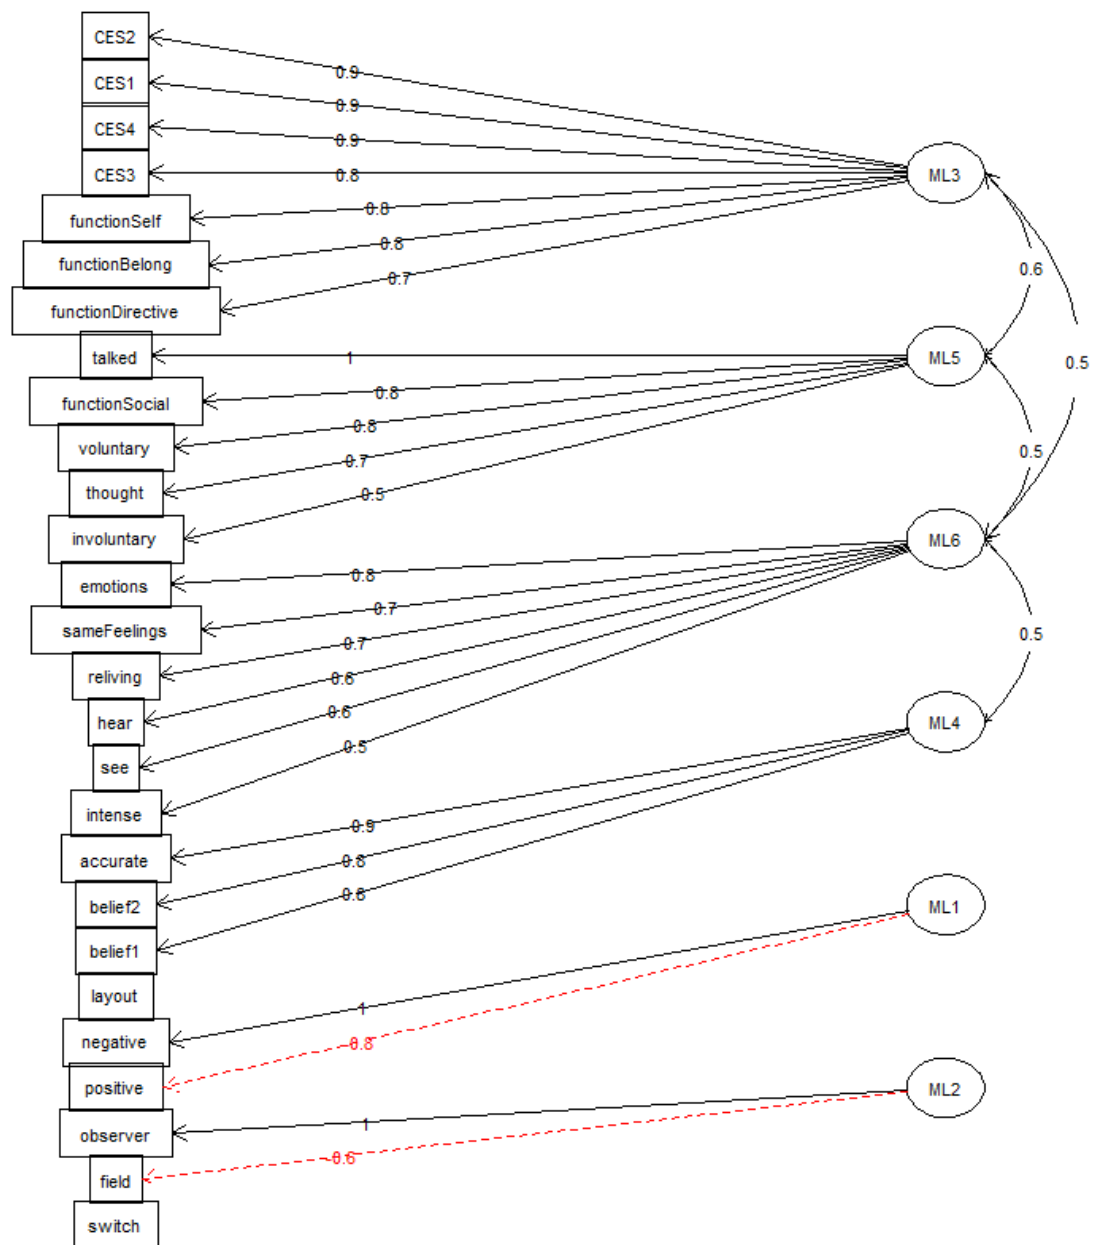 CES2
0.9
CES1
0.9
CES4
0.9
CES3
0.8
ML3
functionSelf
0.8
functionBelong
0.8
0.6
functionDirective
0.7
talked
1
ML5
0.5
functionSocial
0.8
voluntary
0.8
0.5
thought
0.7
involuntary
0.5
ML6
emotions
0.8
sameFeelings
0.7
0.5
reliving
0.7
hear
0.6
ML4
see
0.6
intense
0.5
accurate
0.9
belief2
0.8
ML1
belief1
0.8
layout
negative
1
positive
-0.8
ML2
observer
1
field
-0.6
switch